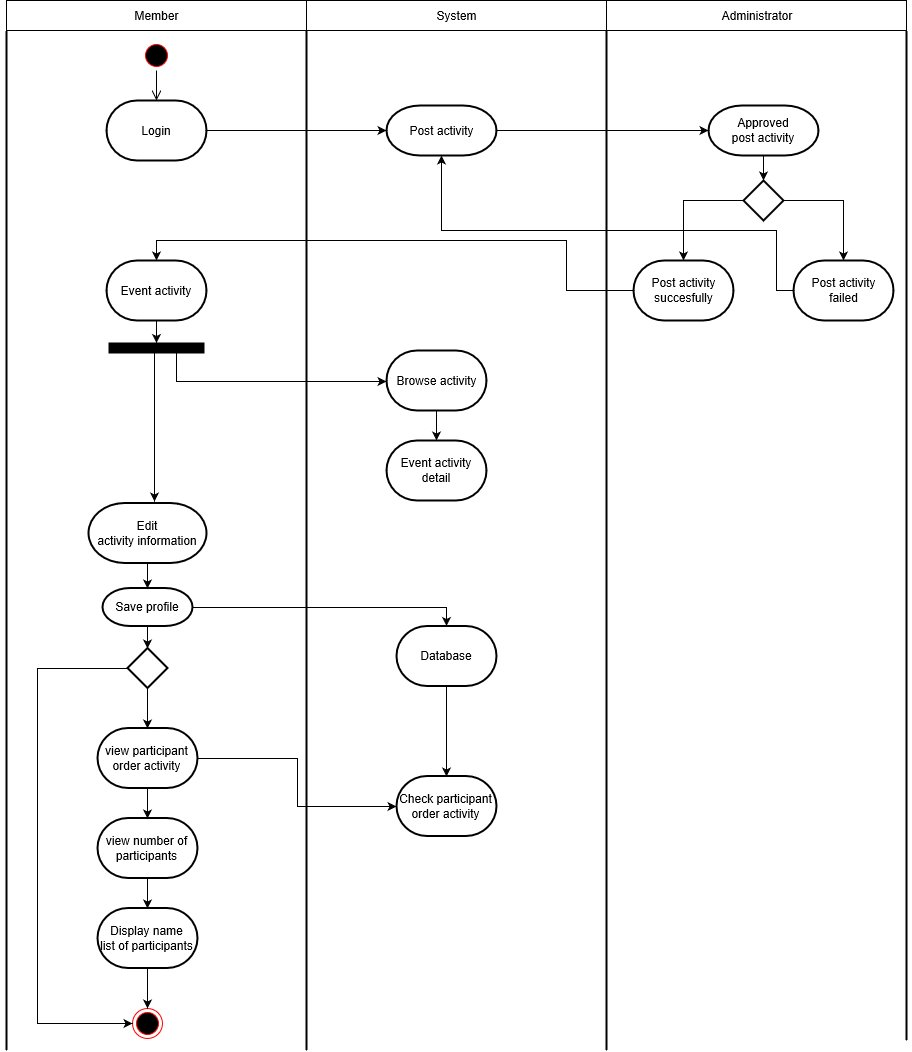 Member
System
Administrator
Login
Post activity
Approved
post activity
Event activity
Post activity
succesfully
Post activity
failed
Browse activity
Event activity
detail
Edit
activity information
Save profile
Database
view participant
order activity
Check participant
order activity
view number of
participants
Display name
list of participants